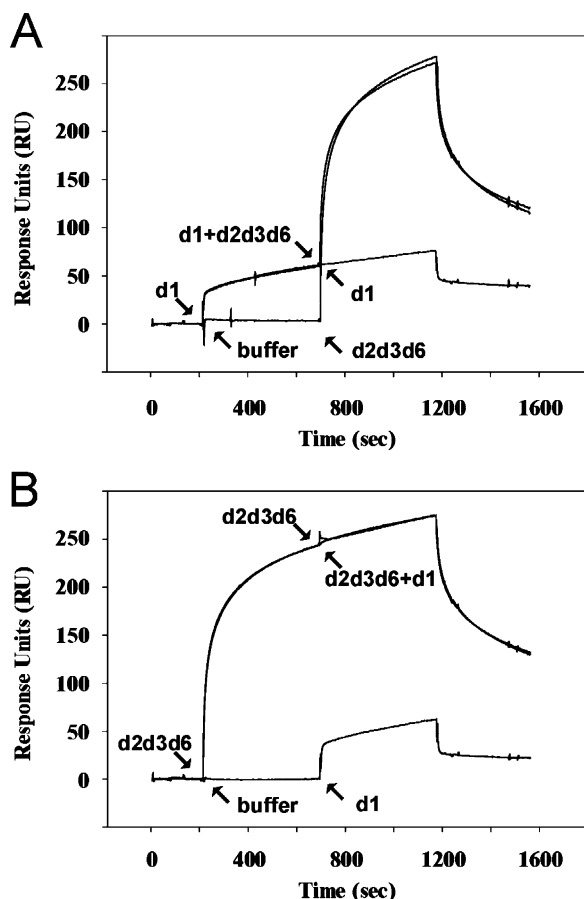 A
Response Units (RU)
250
200
150
100
50
0
d1+d2d3d6
d1
d1
buffer
d2d3d6
0 400 800 1200 1600
Time (sec)
B
Response Units (RU)
300
250
200
150
100
50
0
d2d3d6
d2d3d6+d1
d2d3d6
buffer
d1
0 400 800 1200 1600
Time (sec)